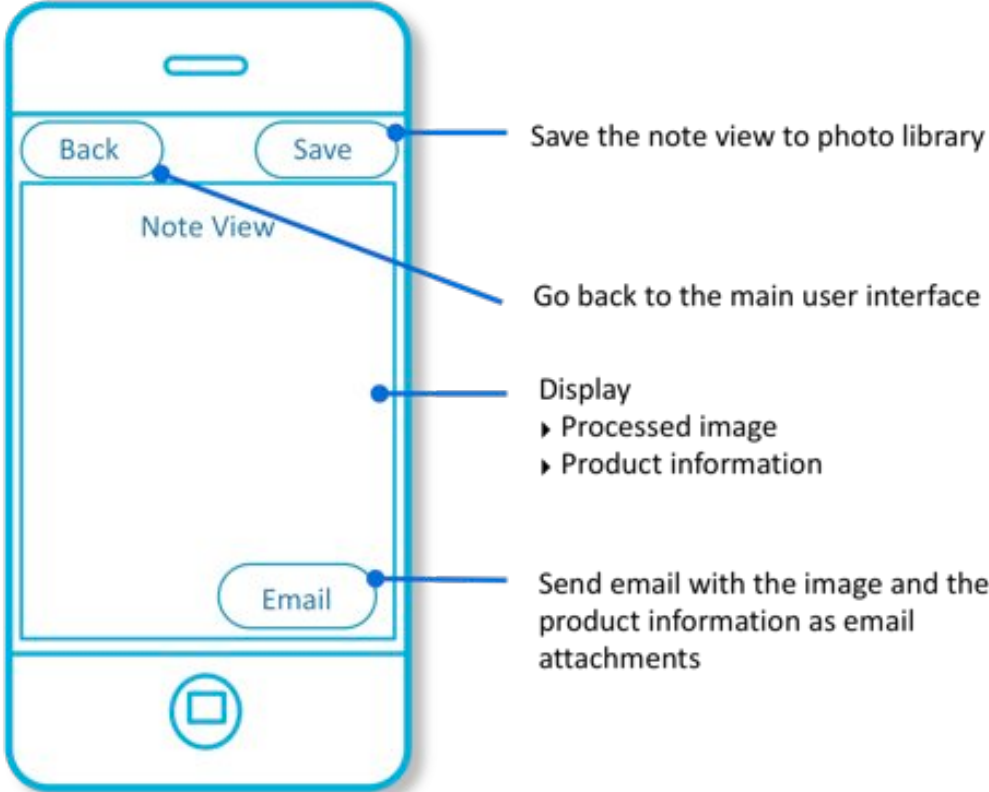 Back
Save
Save the note view to photo library
Note View
Go back to the main user interface
Display
▸ Processed image
▸ Product information
Email
Send email with the image and the
product information as email
attachments